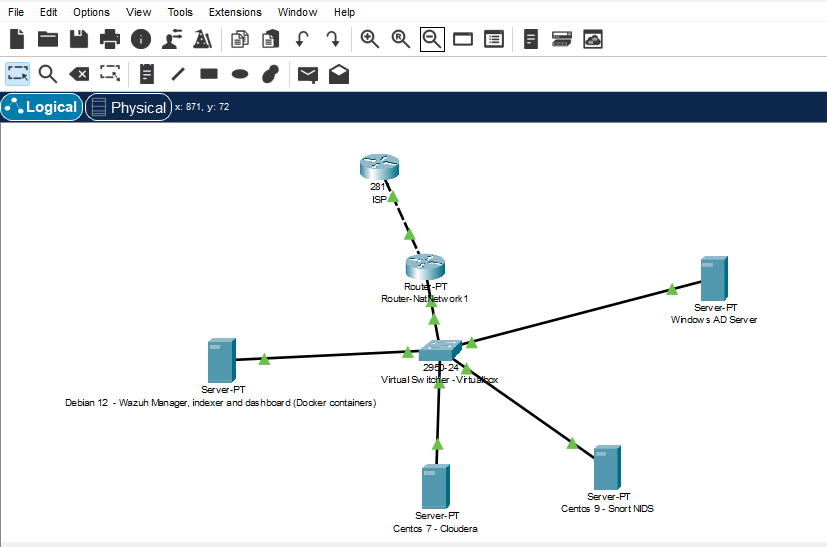 File Edit Options View Tools Extensions Window Help
Logical Physical x: 871, y: 72
281
ISP
Router-PT
Router-NatNetwork1
Server-PT
Windows AD Server
2950-24
Virtual Switcher - Virtualbox
Server-PT
Debian 12 - Wazuh Manager, indexer and dashboard (Docker containers)
Server-PT
Centos 9 - Snort NIDS
Server-PT
Centos 7 - Cloudera